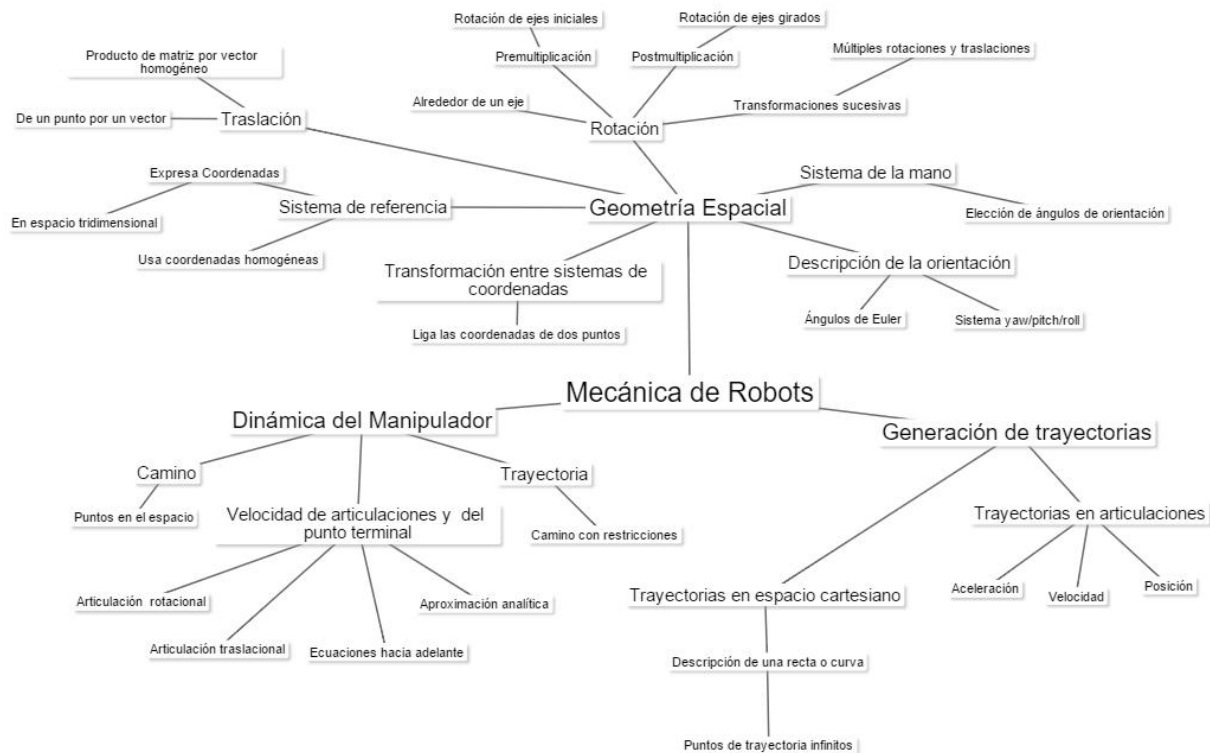 Rotación de ejes iniciales
Rotación de ejes girados
Producto de matriz por vector
homogéneo
Premultiplicación
Postmultiplicación
Múltiples rotaciones y traslaciones
Alrededor de un eje
Transformaciones sucesivas
De un punto por un vector
Traslación
Rotación
Expresa Coordenadas
Sistema de la mano
En espacio tridimensional
Sistema de referencia
Geometría Espacial
Elección de ángulos de orientación
Usa coordenadas homogéneas
Transformación entre sistemas de
coordenadas
Descripción de la orientación
Liga las coordenadas de dos puntos
Ángulos de Euler
Sistema yaw/pitch/roll
Mecánica de Robots
Dinámica del Manipulador
Generación de trayectorias
Camino
Trayectoria
Puntos en el espacio
Velocidad de articulaciones y del
punto terminal
Camino con restricciones
Trayectorias en articulaciones
Articulación rotacional
Aproximación analítica
Articulación traslacional
Ecuaciones hacia adelante
Trayectorias en espacio cartesiano
Aceleración
Velocidad
Posición
Descripción de una recta o curva
Puntos de trayectoria infinitos